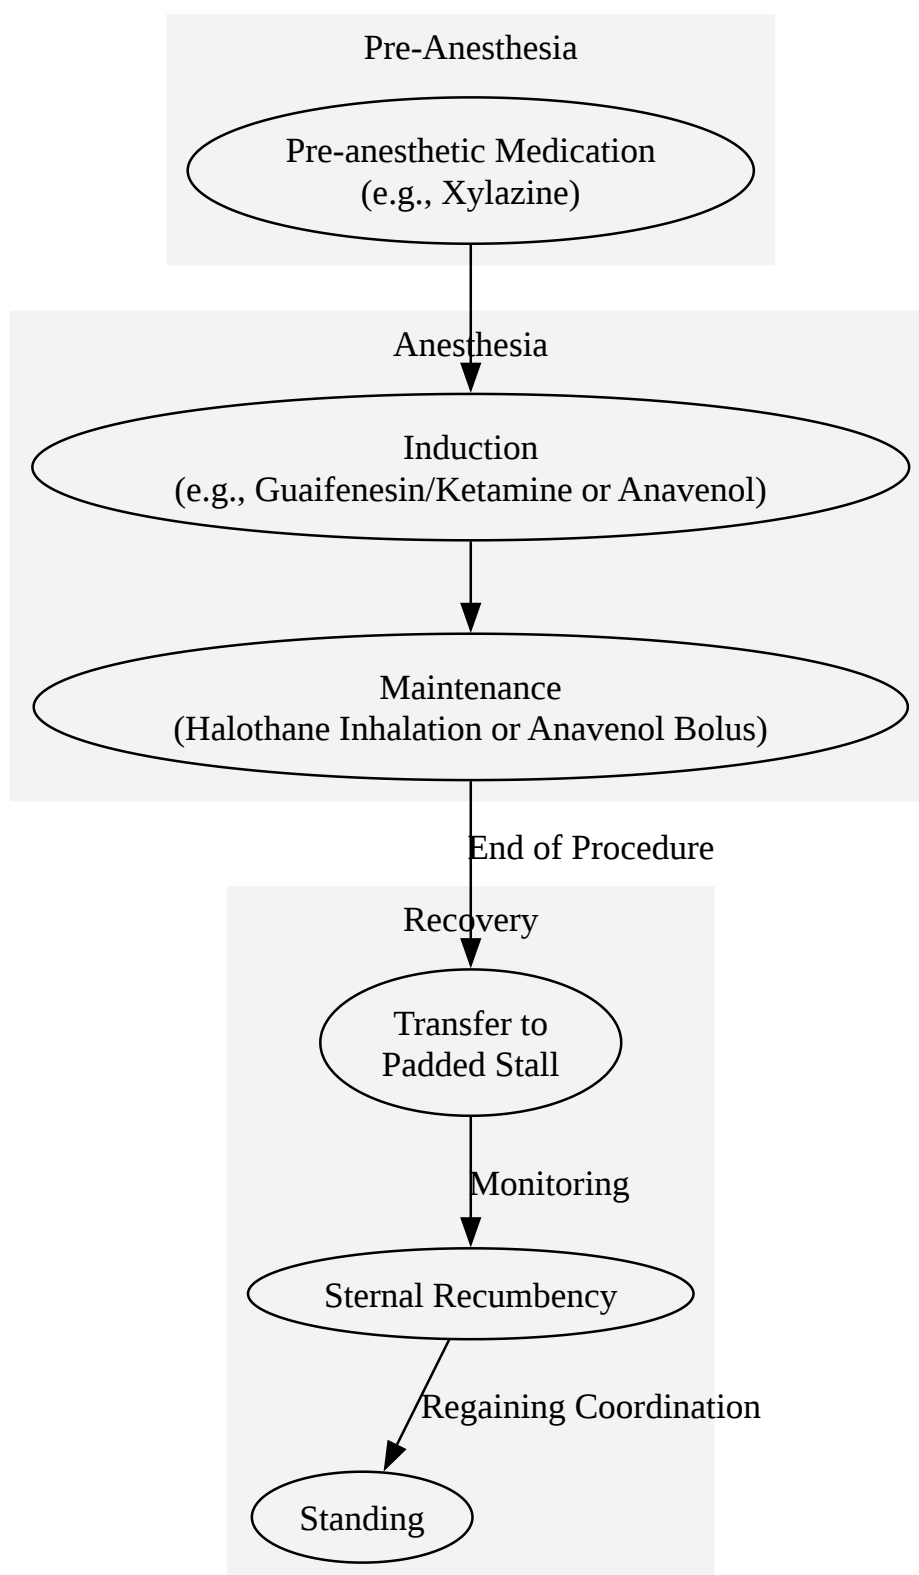 Pre-Anesthesia
Pre-anesthetic Medication
(e.g., Xylazine)
Anesthesia
Induction
(e.g., Guaifenesin/Ketamine or Anavenol)
Maintenance
(Halothane Inhalation or Anavenol Bolus)
End of Procedure
Recovery
Transfer to
Padded Stall
Monitoring
Sternal Recumbency
Regaining Coordination
Standing